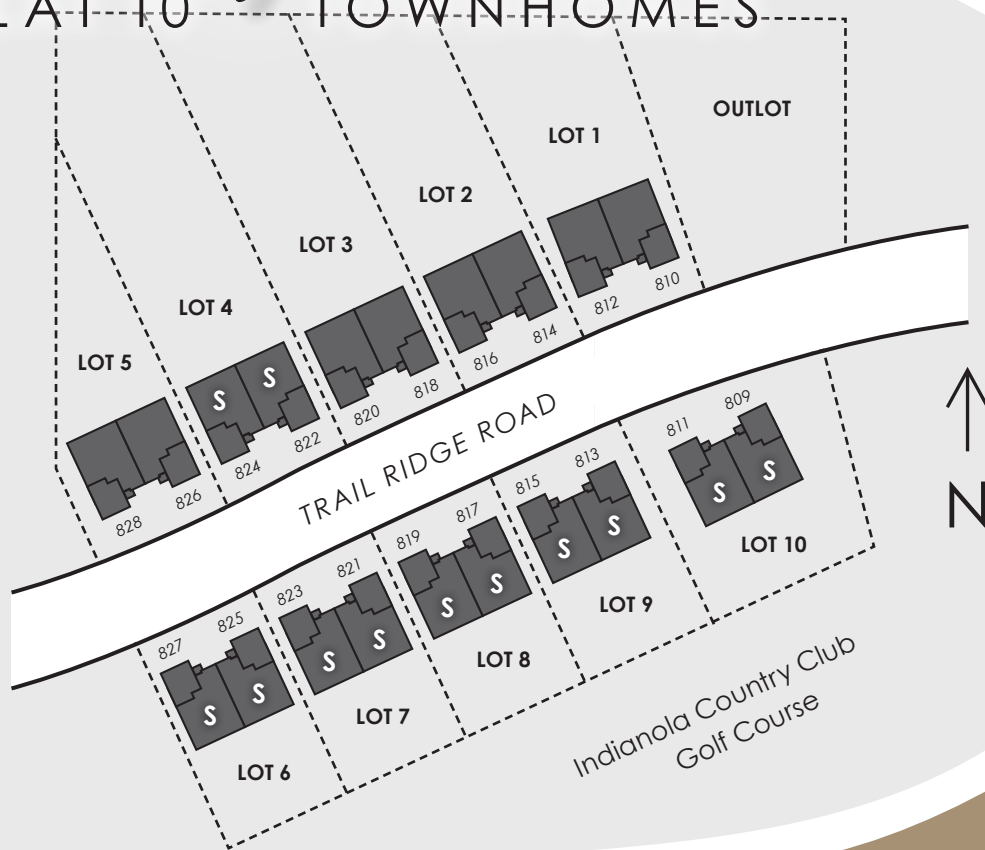 LAT 10 TOWNHOMES
OUTLOT
LOT 1
LOT 2
LOT 3
LOT 4
LOT 5
810
812
814
816
818
820
S S
822
824
826
828
TRAIL RIDGE ROAD
N
809
811
S S
LOT 10
813
815
S S
LOT 9
817
819
S S
LOT 8
821
823
S S
LOT 7
825
827
S S
LOT 6
Indianola Country Club
Golf Course